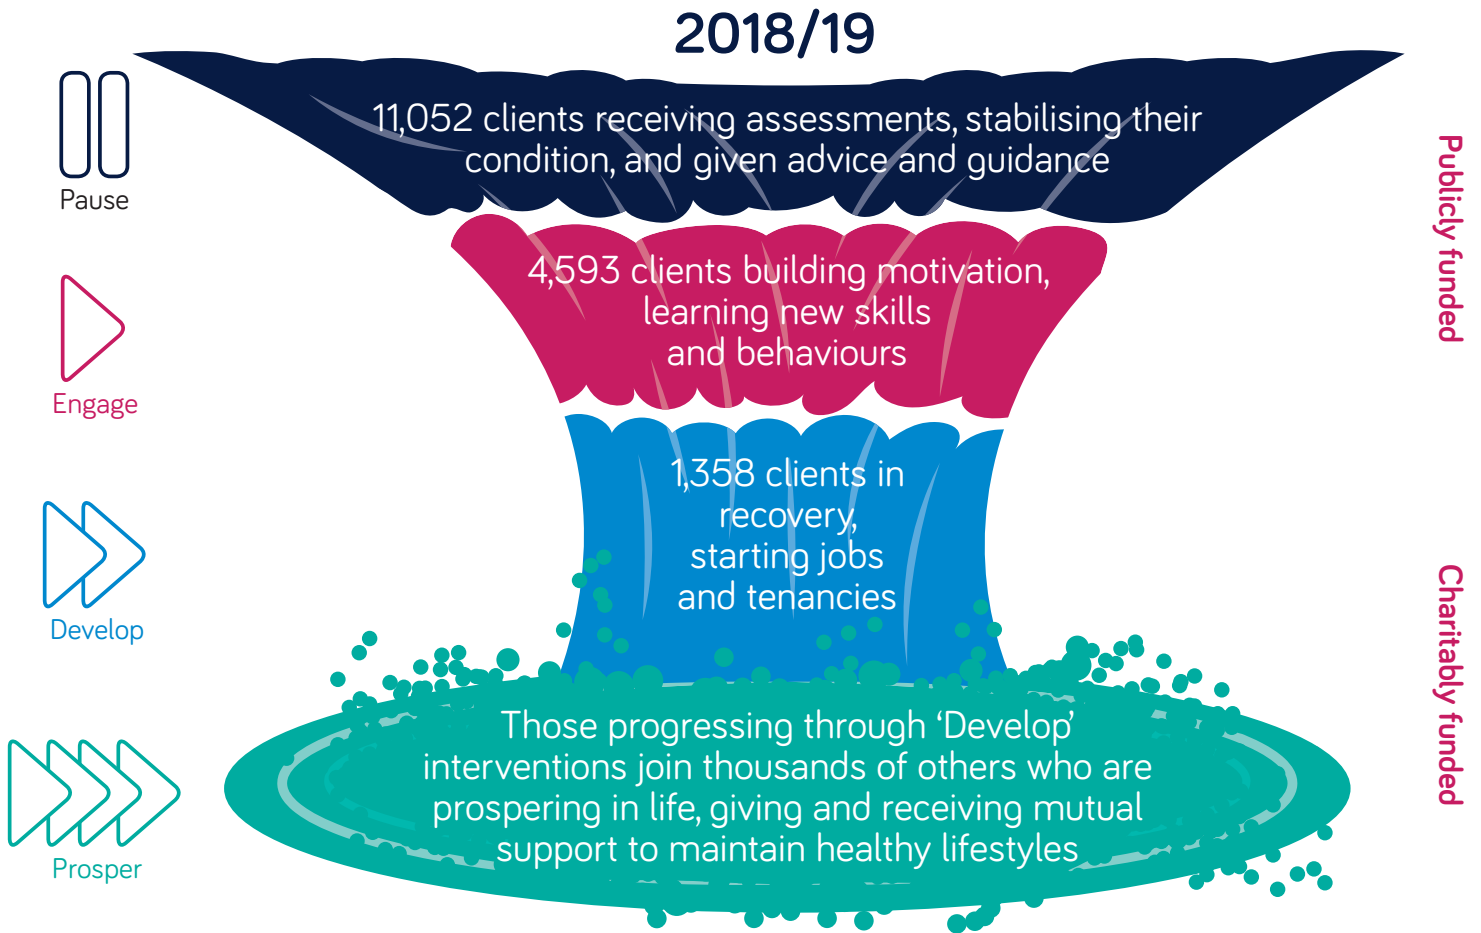 2018/19
11,052 clients receiving assessments, stabilising their
condition, and given advice and guidance
Pause
Publicly funded
4,593 clients building motivation,
learning new skills
and behaviours
Engage
1,358 clients in
recovery,
starting jobs
and tenancies
Develop
Charitably funded
Those progressing through ‘Develop’
interventions join thousands of others who are
prospering in life, giving and receiving mutual
support to maintain healthy lifestyles
Prosper